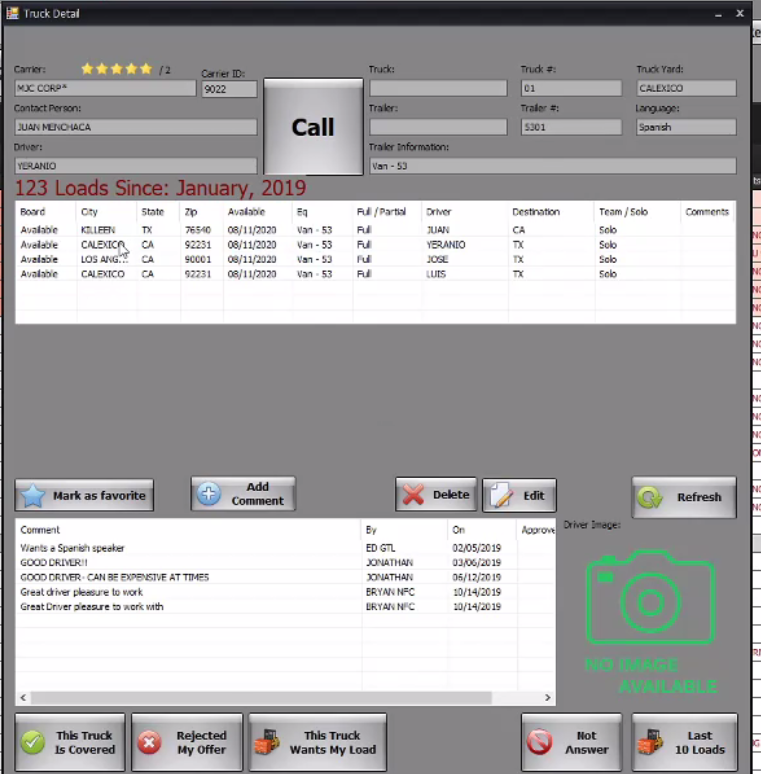 Truck Detail
Carrier: / 2 Carrier ID: Truck: Truck #: Truck Yard:
MJC CORP* 9022 01 CALEXICO
Contact Person: Call Trailer: Trailer #: Language:
JUAN MENCHACA 5301 Spanish
Driver: Trailer Information:
YERANIO Van - 53
123 Loads Since: January, 2019
Board City State Zip Available Eq Full / Partial Driver Destination Team / Solo Comments
Available KILLEEN TX 76540 08/11/2020 Van - 53 Full JUAN CA Solo
Available CALEXICO CA 92231 08/11/2020 Van - 53 Full YERANIO TX Solo
Available LOS ANG... CA 90001 08/11/2020 Van - 53 Full JOSE TX Solo
Available CALEXICO CA 92231 08/11/2020 Van - 53 Full LUIS TX Solo
Mark as favorite Add Comment Delete Edit Refresh
Comment By On Approve Driver Image:
Wants a Spanish speaker ED GTL 02/05/2019
GOOD DRIVER!! JONATHAN 03/06/2019
GOOD DRIVER - CAN BE EXPENSIVE AT TIMES JONATHAN 06/12/2019
Great driver pleasure to work BRYAN NFC 10/14/2019
Great Driver pleasure to work with BRYAN NFC 10/14/2019
NO IMAGE
AVAILABLE
This Truck Is Covered Rejected My Offer This Truck Wants My Load Not Answer Last 10 Loads